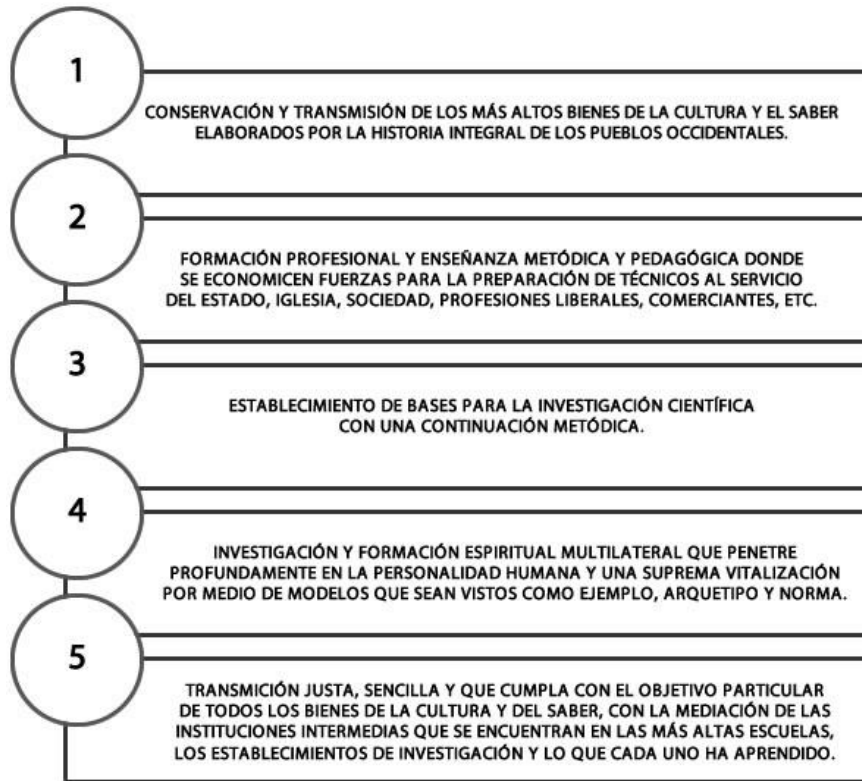 1
CONSERVACIÓN Y TRANSMISIÓN DE LOS MÁS ALTOS BIENES DE LA CULTURA Y EL SABER
ELABORADOS POR LA HISTORIA INTEGRAL DE LOS PUEBLOS OCCIDENTALES.
2
FORMACIÓN PROFESIONAL Y ENSEÑANZA METÓDICA Y PEDAGÓGICA DONDE
SE ECONOMICEN FUERZAS PARA LA PREPARACIÓN DE TÉCNICOS AL SERVICIO
DEL ESTADO, IGLESIA, SOCIEDAD, PROFESIONES LIBERALES, COMERCIANTES, ETC.
3
ESTABLECIMIENTO DE BASES PARA LA INVESTIGACIÓN CIENTÍFICA
CON UNA CONTINUACIÓN METÓDICA.
4
INVESTIGACIÓN Y FORMACIÓN ESPIRITUAL MULTILATERAL QUE PENETRE
PROFUNDAMENTE EN LA PERSONALIDAD HUMANA Y UNA SUPREMA VITALIZACIÓN
POR MEDIO DE MODELOS QUE SEAN VISTOS COMO EJEMPLO, ARQUETIPO Y NORMA.
5
TRANSMICIÓN JUSTA, SENCILLA Y QUE CUMPLA CON EL OBJETIVO PARTICULAR
DE TODOS LOS BIENES DE LA CULTURA Y DEL SABER, CON LA MEDIACIÓN DE LAS
INSTITUCIONES INTERMEDIAS QUE SE ENCUENTRAN EN LAS MÁS ALTAS ESCUELAS,
LOS ESTABLECIMIENTOS DE INVESTIGACIÓN Y LO QUE CADA UNO HA APRENDIDO.